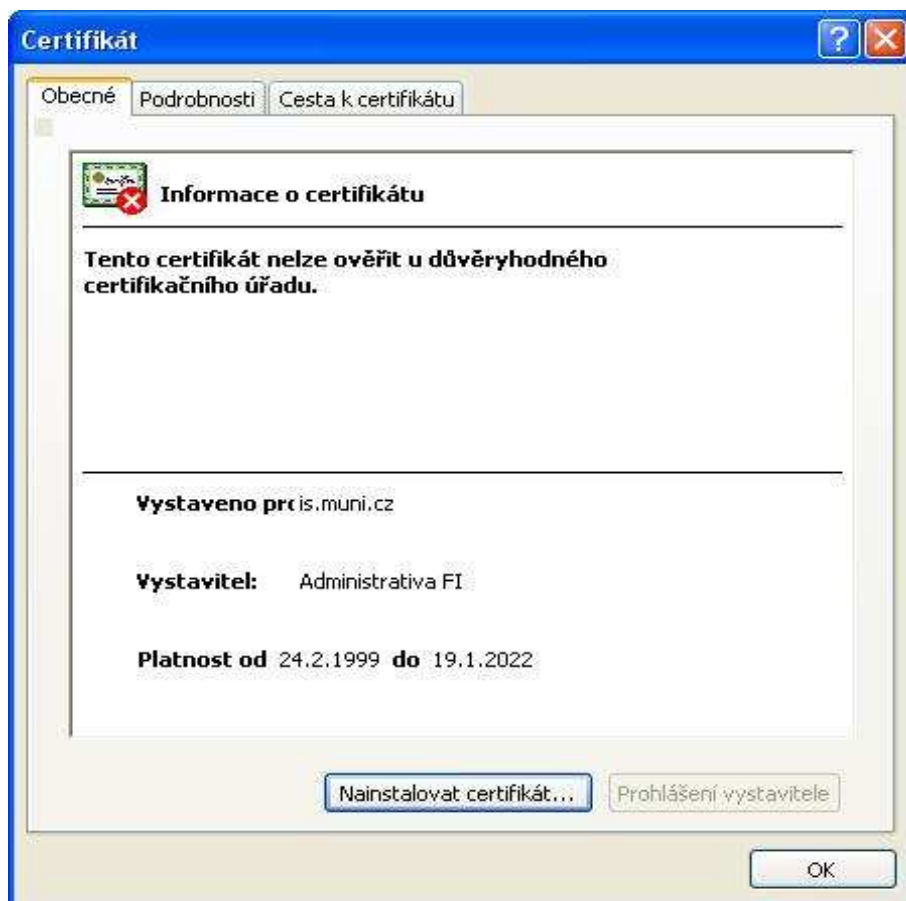 Certifikát
Obecné Podrobnosti Cesta k certifikátu
Informace o certifikátu
Tento certifikát nelze ověřit u důvěryhodného
certifikačního úřadu.
Vystaveno pro is.muni.cz
Vystavitel: Administrativa FI
Platnost od 24.2.1999 do 19.1.2022
Nainstalovat certifikát... Prohlášení vystavitele
OK